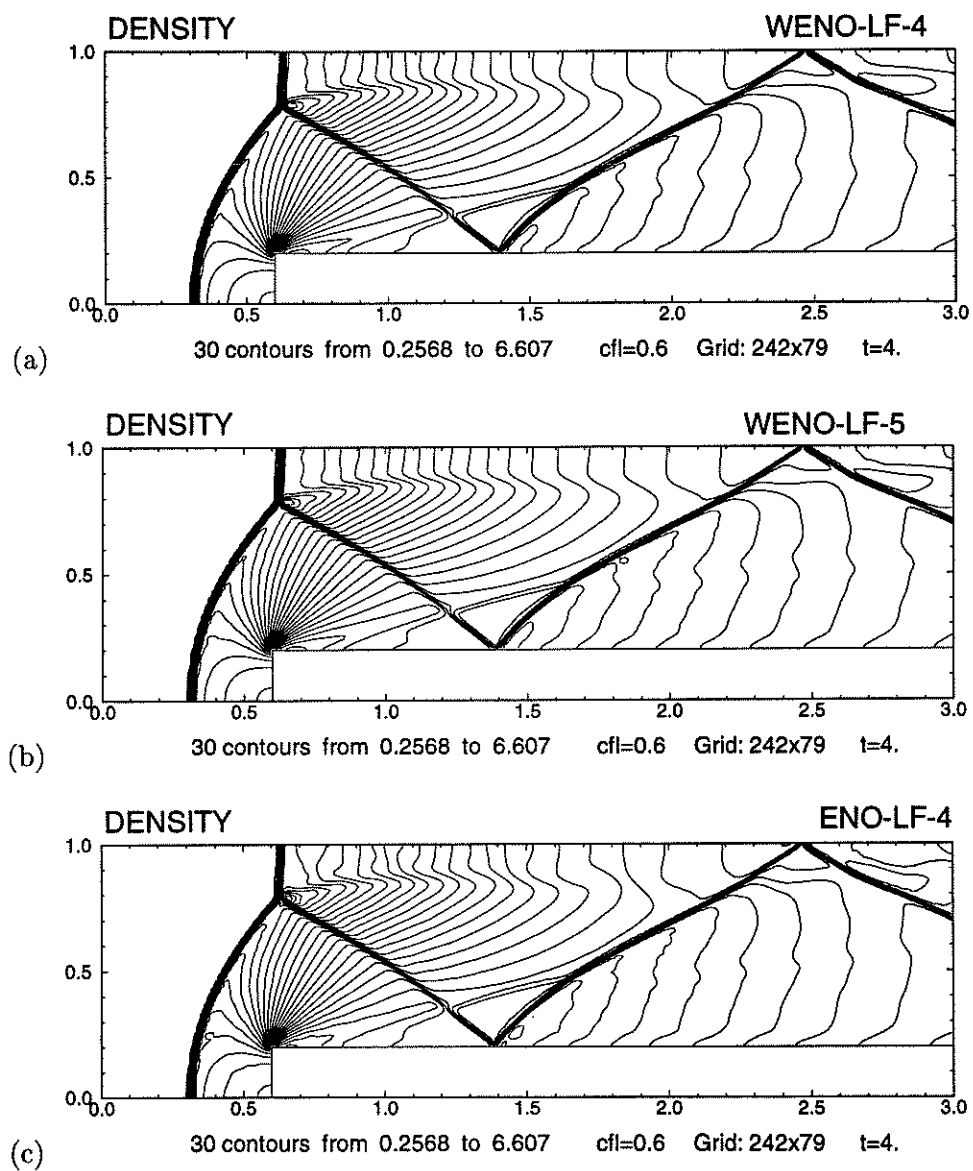 DENSITY WENO-LF-4
1.0
0.5
0.0
0.0 0.5 1.0 1.5 2.0 2.5 3.0
(a) 30 contours from 0.2568 to 6.607 cfl=0.6 Grid: 242x79 t=4.
DENSITY WENO-LF-5
1.0
0.5
0.0
0.0 0.5 1.0 1.5 2.0 2.5 3.0
(b) 30 contours from 0.2568 to 6.607 cfl=0.6 Grid: 242x79 t=4.
DENSITY ENO-LF-4
1.0
0.5
0.0
0.0 0.5 1.0 1.5 2.0 2.5 3.0
(c) 30 contours from 0.2568 to 6.607 cfl=0.6 Grid: 242x79 t=4.